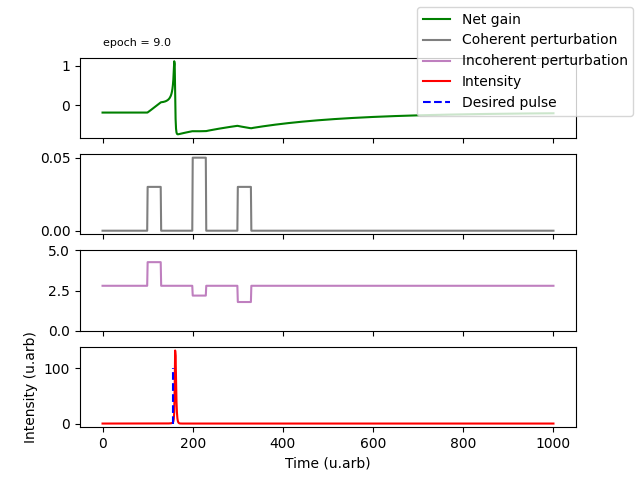 Net gain
Coherent perturbation
epoch = 9.0
Incoherent perturbation
1
Intensity
0
Desired pulse
0.05
0.00
5.0
2.5
0.0
100
0
0 200 400 600 800 1000
Intensity (u.arb)
Time (u.arb)